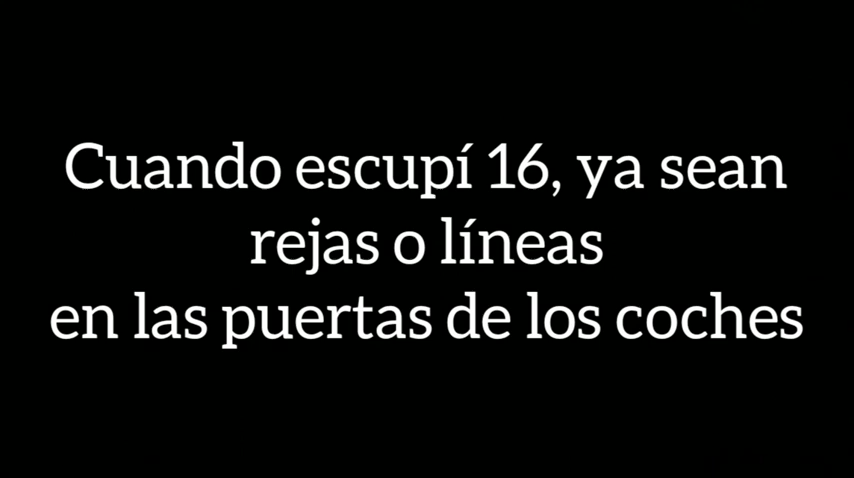 Cuando escupí 16, ya sean
rejas o líneas
en las puertas de los coches